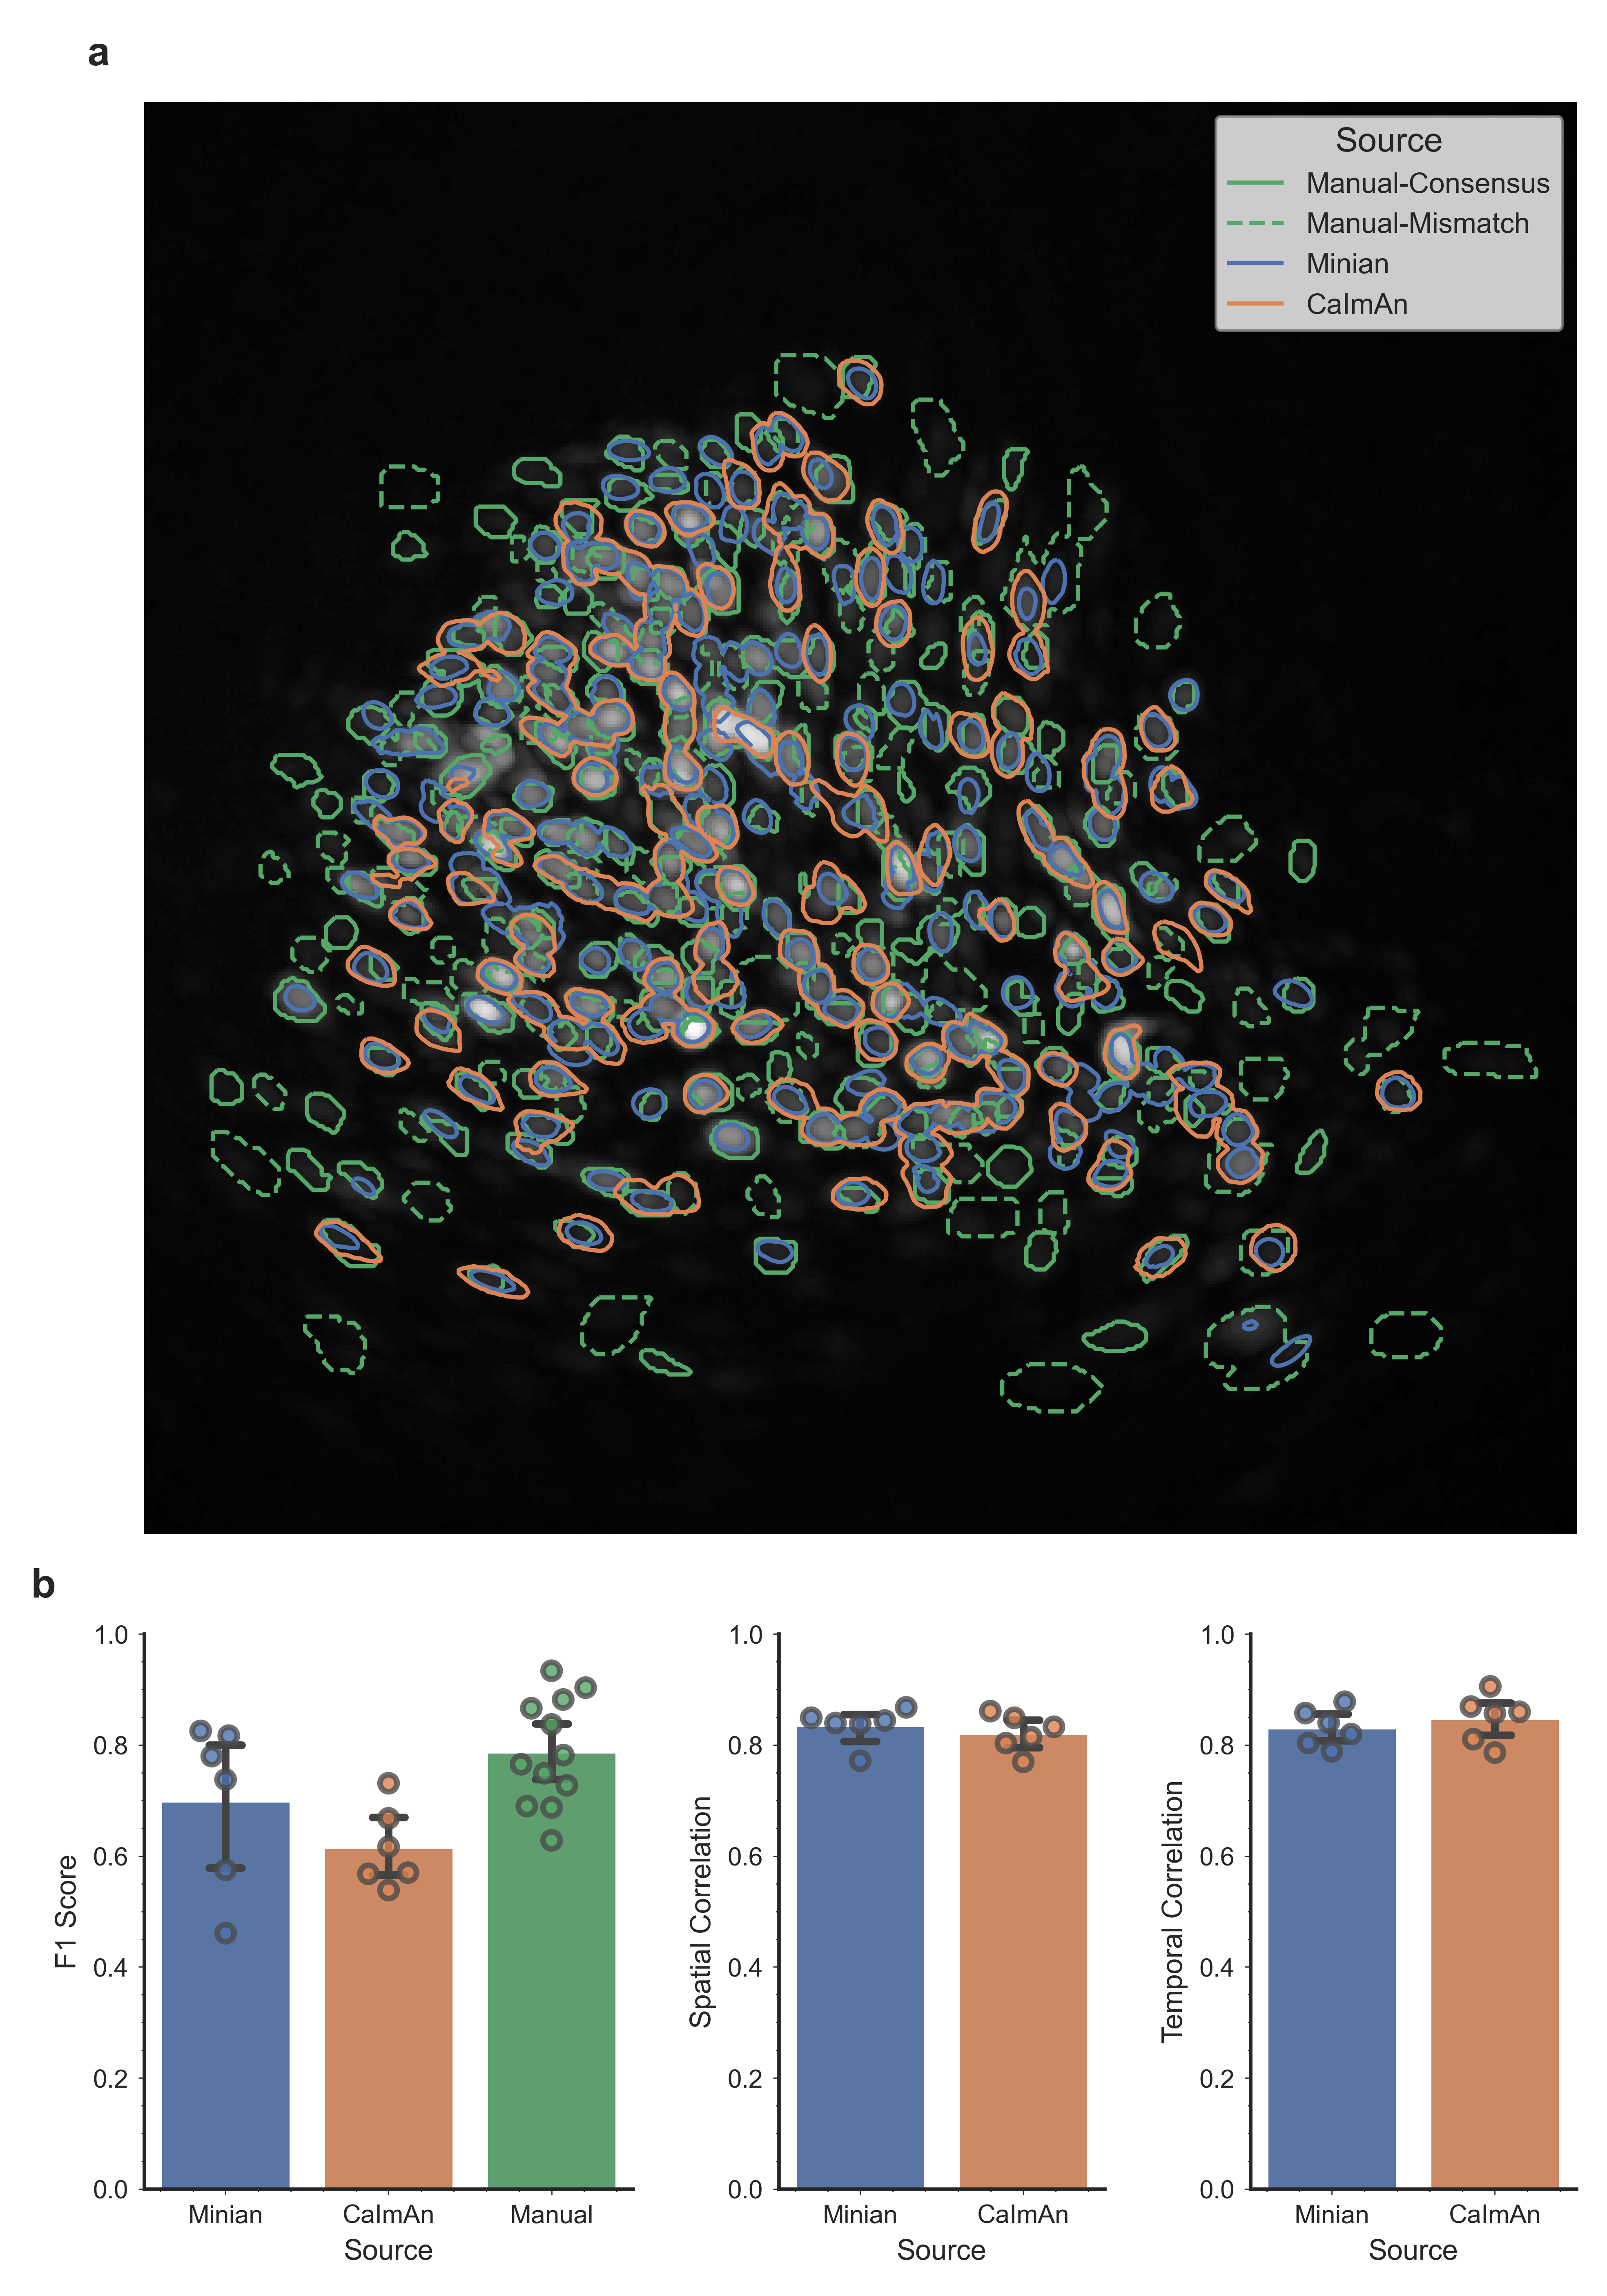 a
Source
Manual-Consensus
Manual-Mismatch
Minian
CaImAn
b
F1 Score
1.0
0.8
0.6
0.4
0.2
0.0
Minian CaImAn Manual
Source
Spatial Correlation
1.0
0.8
0.6
0.4
0.2
0.0
Minian CaImAn
Source
Temporal Correlation
1.0
0.8
0.6
0.4
0.2
0.0
Minian CaImAn
Source